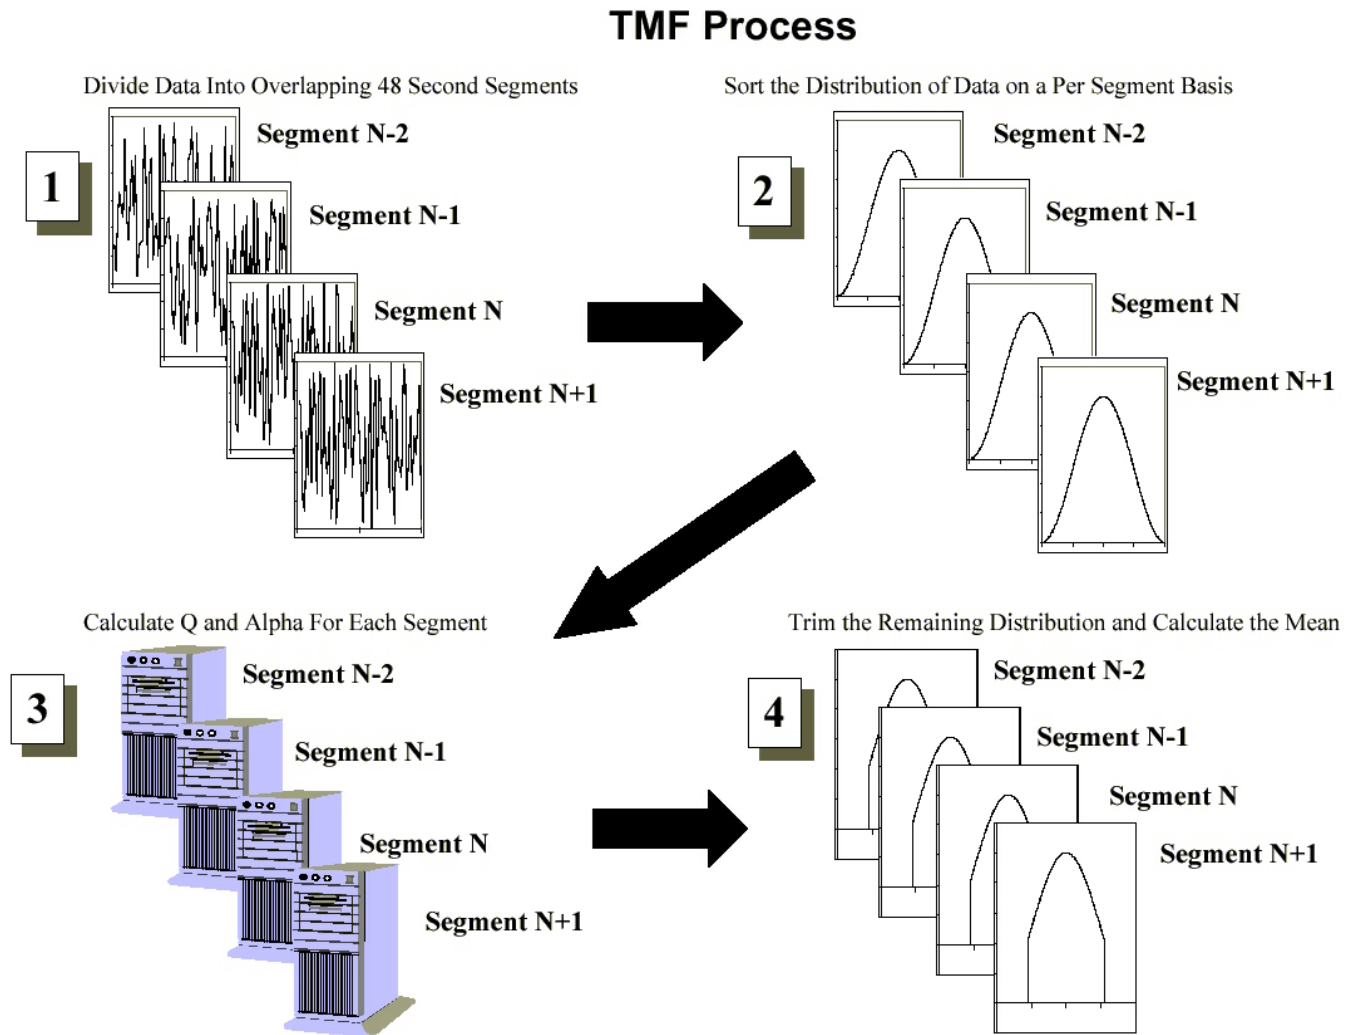 TMF Process
Divide Data Into Overlapping 48 Second Segments
1
Segment N-2
Segment N-1
Segment N
Segment N+1
Sort the Distribution of Data on a Per Segment Basis
2
Segment N-2
Segment N-1
Segment N
Segment N+1
Calculate Q and Alpha For Each Segment
3
Segment N-2
Segment N-1
Segment N
Segment N+1
Trim the Remaining Distribution and Calculate the Mean
4
Segment N-2
Segment N-1
Segment N
Segment N+1